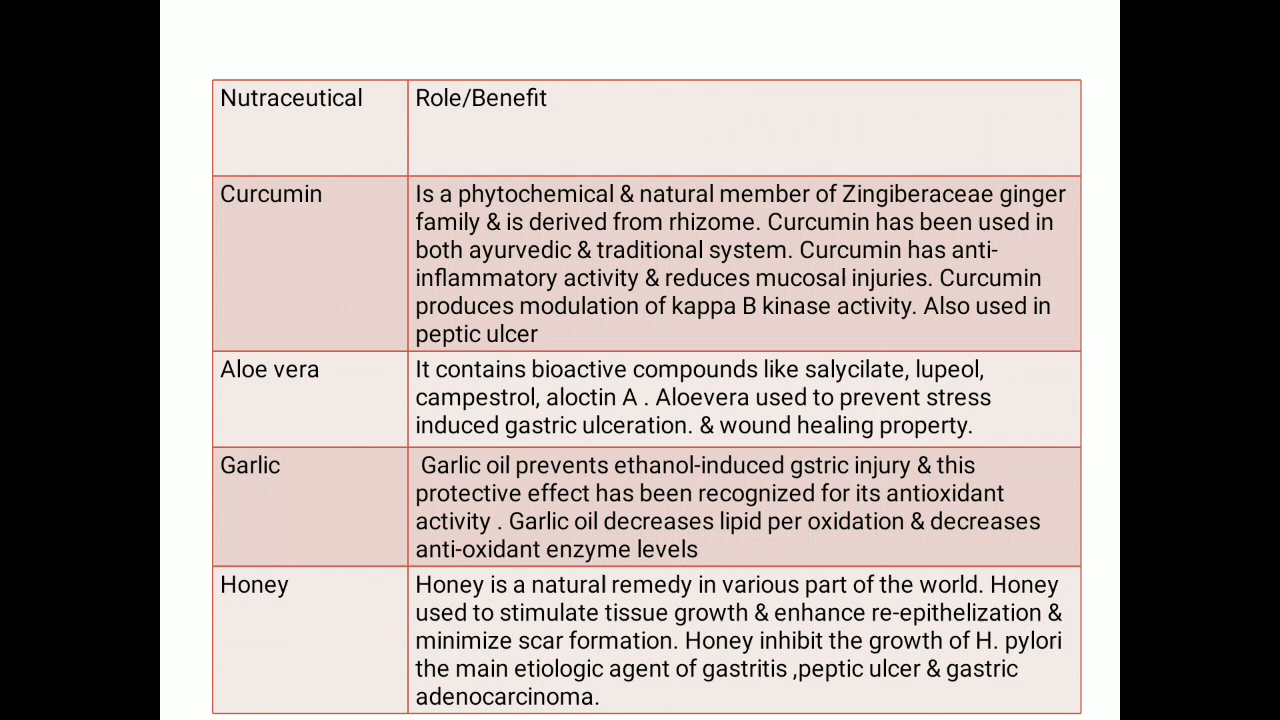 Nutraceutical
Role/Benefit
Curcumin
Is a phytochemical & natural member of Zingiberaceae ginger
family & is derived from rhizome. Curcumin has been used in
both ayurvedic & traditional system. Curcumin has anti-
inflammatory activity & reduces mucosal injuries. Curcumin
produces modulation of kappa B kinase activity. Also used in
peptic ulcer
Aloe vera
It contains bioactive compounds like salycilate, lupeol,
campestrol, aloctin A . Aloevera used to prevent stress
induced gastric ulceration. & wound healing property.
Garlic
Garlic oil prevents ethanol-induced gstric injury & this
protective effect has been recognized for its antioxidant
activity . Garlic oil decreases lipid per oxidation & decreases
anti-oxidant enzyme levels
Honey
Honey is a natural remedy in various part of the world. Honey
used to stimulate tissue growth & enhance re-epithelization &
minimize scar formation. Honey inhibit the growth of H. pylori
the main etiologic agent of gastritis ,peptic ulcer & gastric
adenocarcinoma.